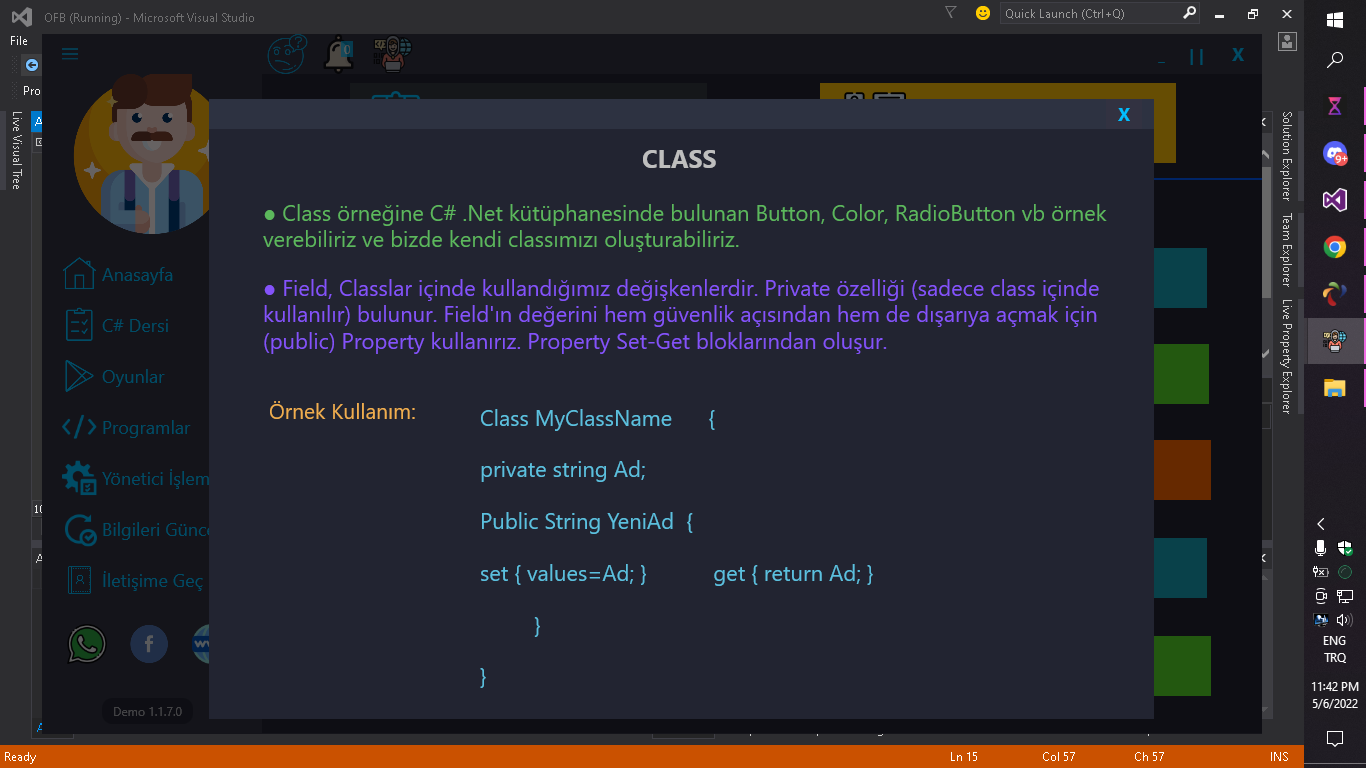 OFB (Running) - Microsoft Visual Studio
Quick Launch (Ctrl+Q)
File
Pro
Live Visual Tree
Solution Explorer
Team Explorer
Live Property Explorer
X
X
CLASS
● Class örneğine C# .Net kütüphanesinde bulunan Button, Color, RadioButton vb örnek
verebiliriz ve bizde kendi classımızı oluşturabiliriz.
● Field, Classlar içinde kullandığımız değişkenlerdir. Private özelliği (sadece class içinde
kullanılır) bulunur. Field'ın değerini hem güvenlik açısından hem de dışarıya açmak için
(public) Property kullanırız. Property Set-Get bloklarından oluşur.
Örnek Kullanım:
Class MyClassName {
private string Ad;
Public String YeniAd {
set { values=Ad; } get { return Ad; }
}
}
Anasayfa
C# Dersi
Oyunlar
Programlar
Yönetici İşlem
Bilgileri Günce
İletişime Geç
Demo 1.1.7.0
9+
ENG
TRQ
11:42 PM
5/6/2022
Ready
Ln 15
Col 57
Ch 57
INS